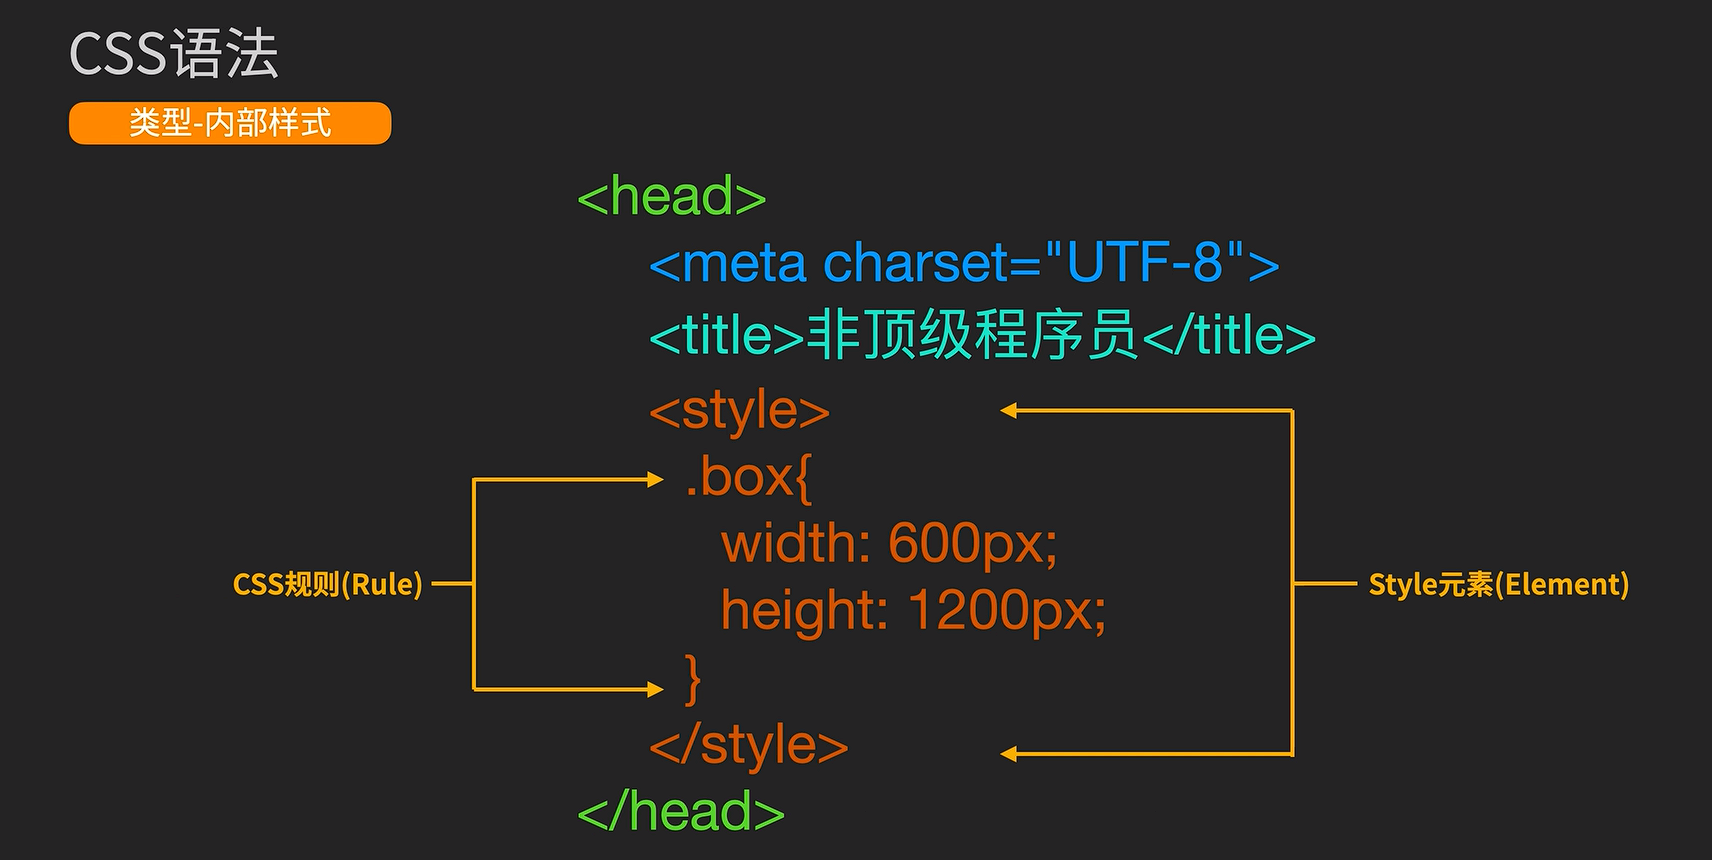 CSS语法
类型-内部样式
<head>
<meta charset="UTF-8">
<title>非顶级程序员</title>
<style>
.box{
width: 600px;
CSS规则(Rule)
Style元素(Element)
height: 1200px;
}
</style>
</head>